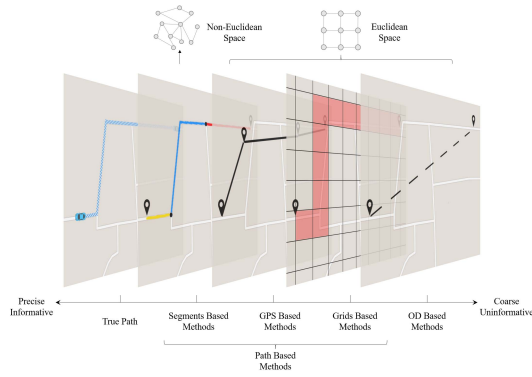 Non-Euclidean
Space
Euclidean
Space
Precise
Informative
True Path
Segments Based
Methods
GPS Based
Methods
Grids Based
Methods
OD Based
Methods
Coarse
Uninformative
Path Based
Methods